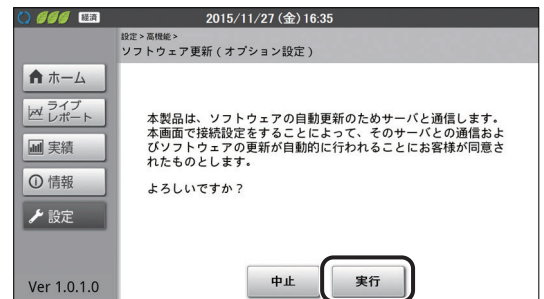 経済
2015/11/27 (金) 16:35
設定 > 高機能 >
ソフトウェア更新 ( オプション設定 )
ホーム
ライブ
レポート
実績
情報
設定
Ver 1.0.1.0
本製品は、ソフトウェアの自動更新のためサーバと通信します。
本画面で接続設定をすることによって、そのサーバとの通信およ
びソフトウェアの更新が自動的に行われることにお客様が同意さ
れたものとします。
よろしいですか？
中止
実行